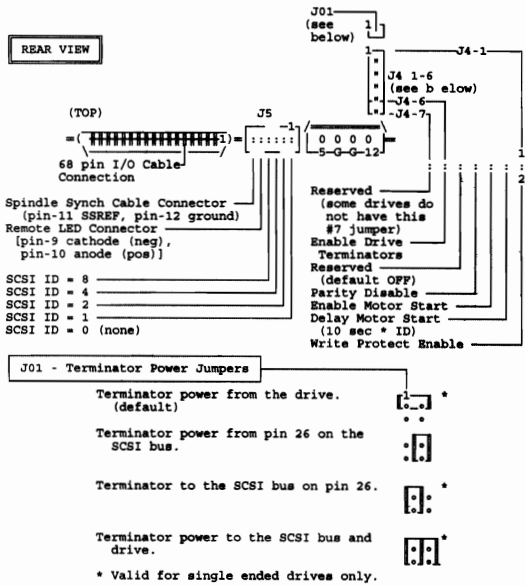 J01
(see
below)
1
REAR VIEW
1
J4-1
J4 1-6
(see b elow)
J4-6
J4-7
(TOP)
J5
1
1
0 0 0 0
5-G-G-12
68 pin I/O Cable
Connection
1
2
Spindle Synch Cable Connector
(pin-11 SSREF, pin-12 ground)
Remote LED Connector
[pin-9 cathode (neg),
pin-10 anode (pos)]
SCSI ID = 8
SCSI ID = 4
SCSI ID = 2
SCSI ID = 1
SCSI ID = 0 (none)
Reserved
(some drives do
not have this
#7 jumper)
Enable Drive
Terminators
Reserved
(default OFF)
Parity Disable
Enable Motor Start
Delay Motor Start
(10 sec * ID)
Write Protect Enable
J01 - Terminator Power Jumpers
Terminator power from the drive.
(default)
1
*
Terminator power from pin 26 on the
SCSI bus.
Terminator to the SCSI bus on pin 26.
*
Terminator power to the SCSI bus and
drive.
*
* Valid for single ended drives only.